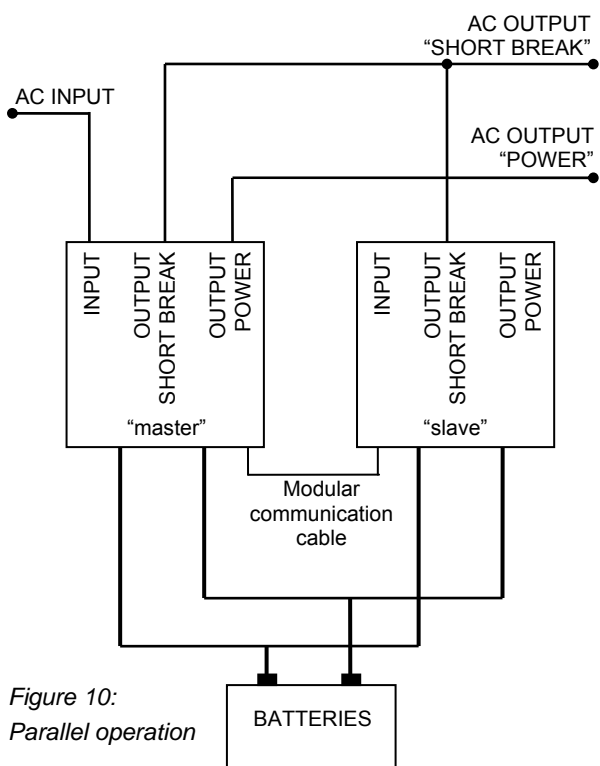 AC OUTPUT
“SHORT BREAK”
AC INPUT
AC OUTPUT
“POWER”
INPUT
OUTPUT
SHORT BREAK
OUTPUT
POWER
“master”
INPUT
OUTPUT
SHORT BREAK
OUTPUT
POWER
“slave”
Modular
communication
cable
Figure 10:
Parallel operation
BATTERIES